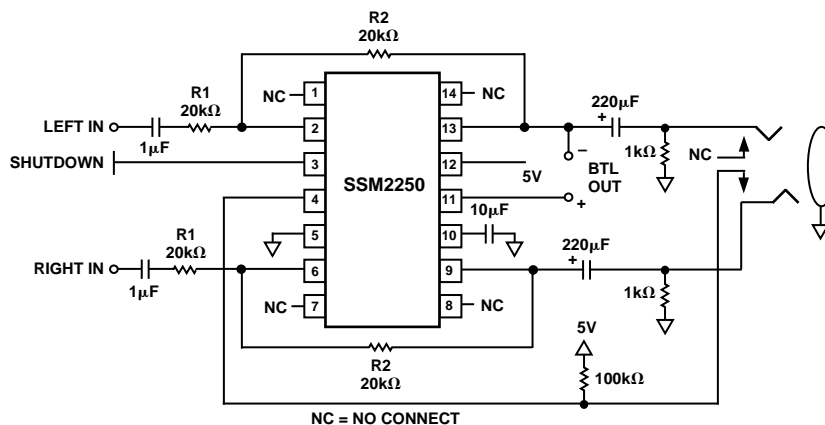 R2
20kΩ
R1
20kΩ
NC
1
14
NC
220µF
+
LEFT IN
2
13
1µF
1kΩ
NC
SHUTDOWN
3
12
5V
–
BTL
OUT
+
SSM2250
4
11
10µF
5
10
R1
20kΩ
220µF
+
RIGHT IN
6
9
1µF
1kΩ
NC
7
8
NC
5V
R2
20kΩ
100kΩ
NC = NO CONNECT